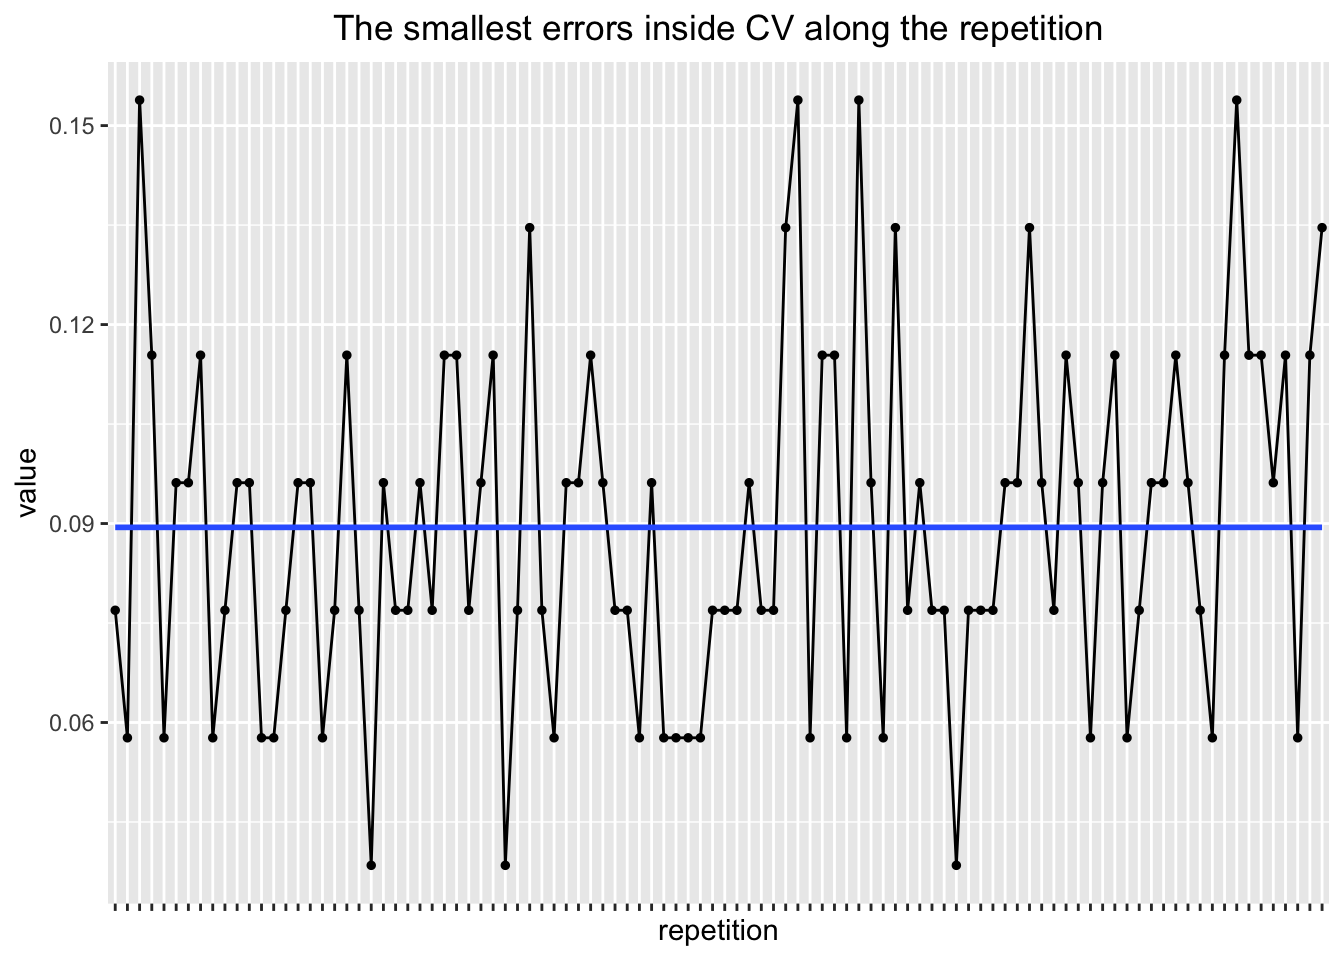 The smallest errors inside CV along the repetition
0.15
0.12
0.09
0.06
value
repetition